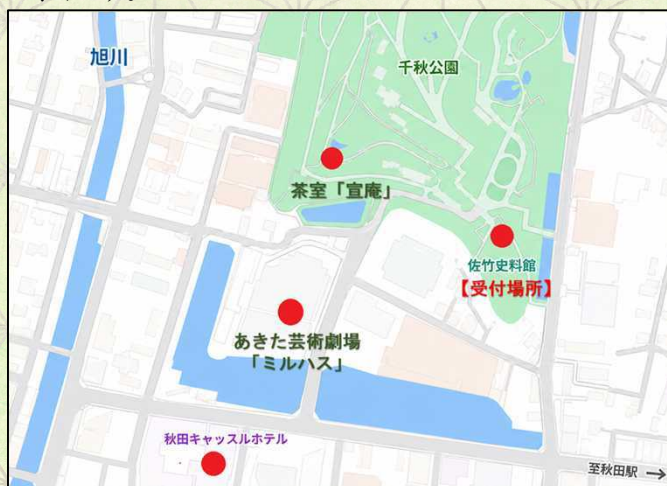 旭川
千秋公園
茶室「宣庵」
佐竹史料館
【受付場所】
あきた芸術劇場
「ミルハス」
秋田キャッスルホテル
至秋田駅 →